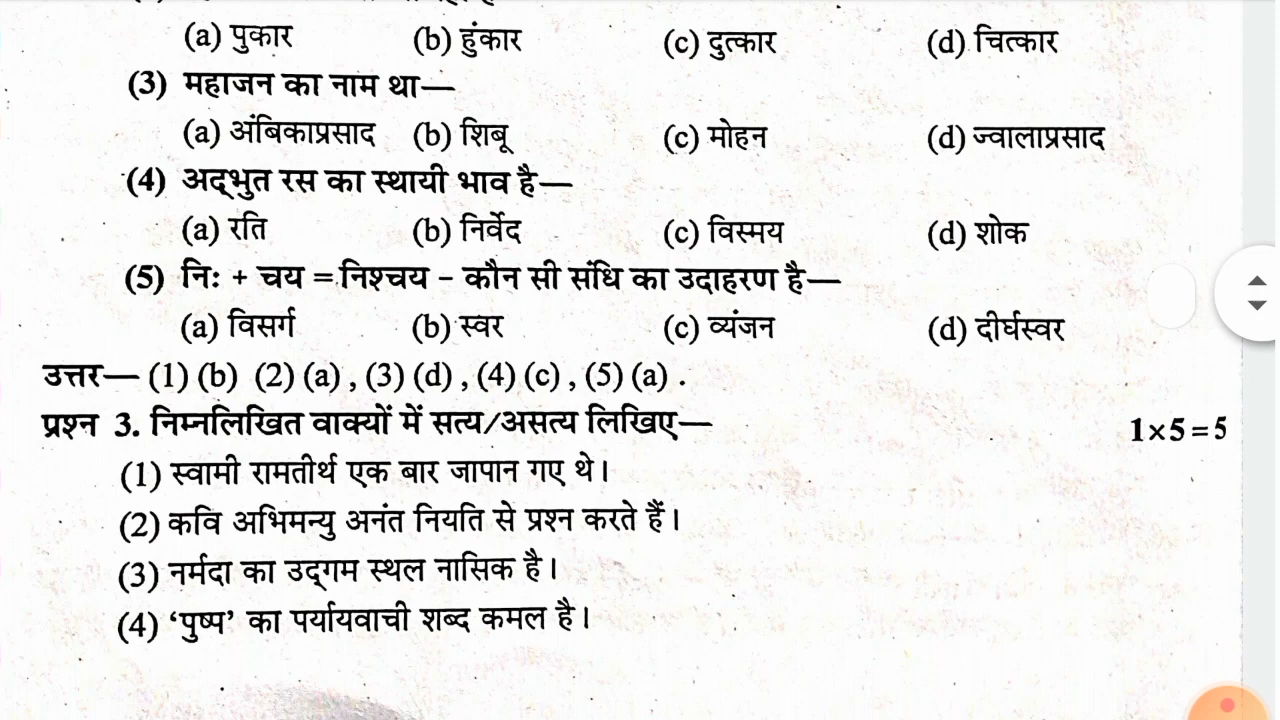 (a) पुकार (b) हुंकार (c) दुत्कार (d) चित्कार
(3) महाजन का नाम था—
(a) अंबिकाप्रसाद (b) शिबू (c) मोहन (d) ज्वालाप्रसाद
(4) अद्भुत रस का स्थायी भाव है—
(a) रति (b) निर्वेद (c) विस्मय (d) शोक
(5) निः + चय = निश्चय - कौन सी संधि का उदाहरण है—
(a) विसर्ग (b) स्वर (c) व्यंजन (d) दीर्घस्वर
उत्तर— (1) (b) (2) (a) , (3) (d) , (4) (c) , (5) (a) .
प्रश्न 3. निम्नलिखित वाक्यों में सत्य/असत्य लिखिए— 1×5=5
(1) स्वामी रामतीर्थ एक बार जापान गए थे।
(2) कवि अभिमन्यु अनंत नियति से प्रश्न करते हैं।
(3) नर्मदा का उद्गम स्थल नासिक है।
(4) ‘पुष्प’ का पर्यायवाची शब्द कमल है।